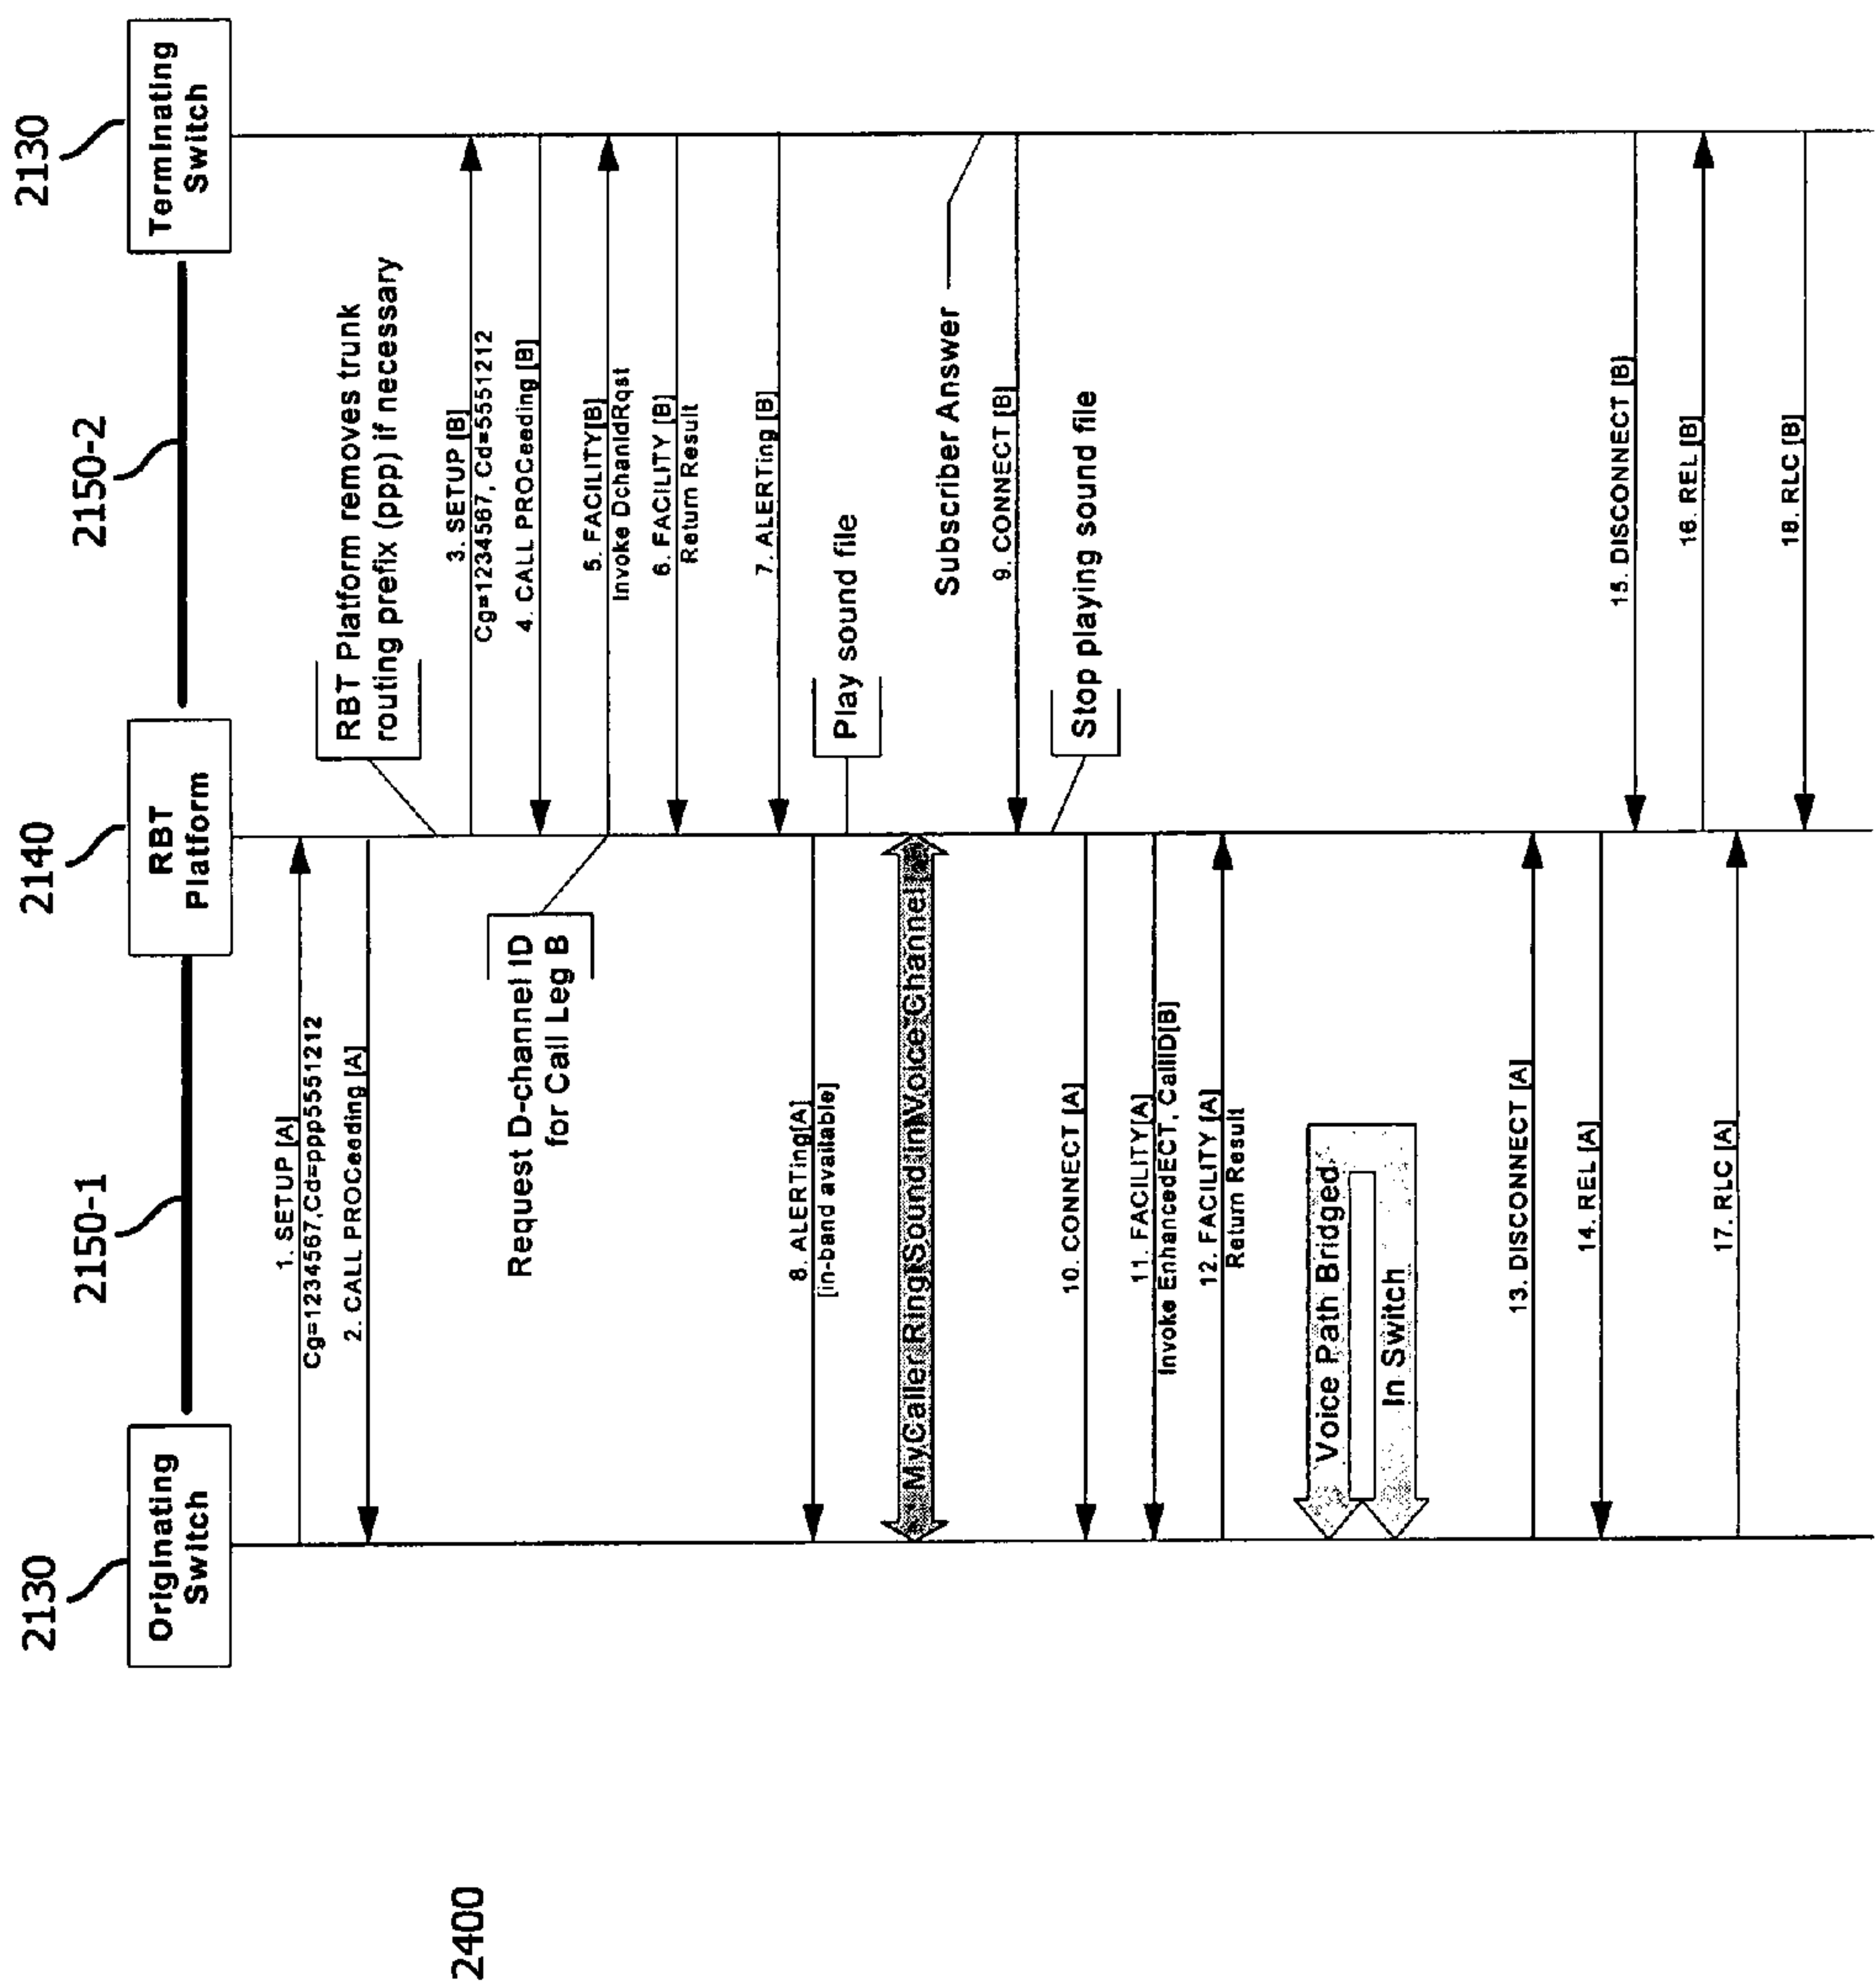 2130
2150-1
2140
2150-2
2130
Originating
Switch
RBT
Platform
Terminating
Switch
1. SETUP [A]
Cg=1234567,Cd=ppp5551212
2. CALL PROCeeding [A]
RBT Platform removes trunk
routing prefix (ppp) if necessary
3. SETUP [B]
Cg=1234567, Cd=5551212
4. CALL PROCeeding [B]
Request D-channel ID
for Call Leg B
5. FACILITY[B]
Invoke DchanIdRqst
6. FACILITY [B]
Return Result
7. ALERTing [B]
8. ALERTing[A]
[in-band available]
Play sound file
MyCaller RingtSound in Voice Channel
Subscriber Answer
9. CONNECT [B]
Stop playing sound file
10. CONNECT [A]
11. FACILITY[A]
Invoke EnhancedECT, CallID[B]
12. FACILITY [A]
Return Result
Voice Path Bridged
In Switch
13. DISCONNECT [A]
14. REL [A]
15. DISCONNECT [B]
16. REL [B]
17. RLC [A]
18. RLC [B]
2400